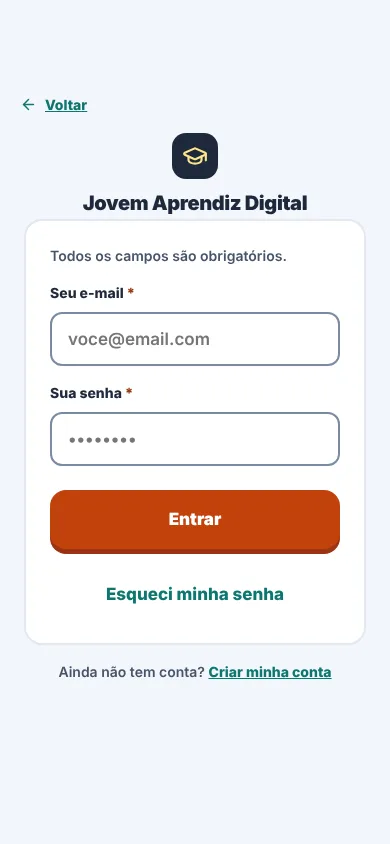 Voltar
Jovem Aprendiz Digital
Todos os campos são obrigatórios.
Seu e-mail *
voce@email.com
Sua senha *
••••••••
Entrar
Esqueci minha senha
Ainda não tem conta? Criar minha conta